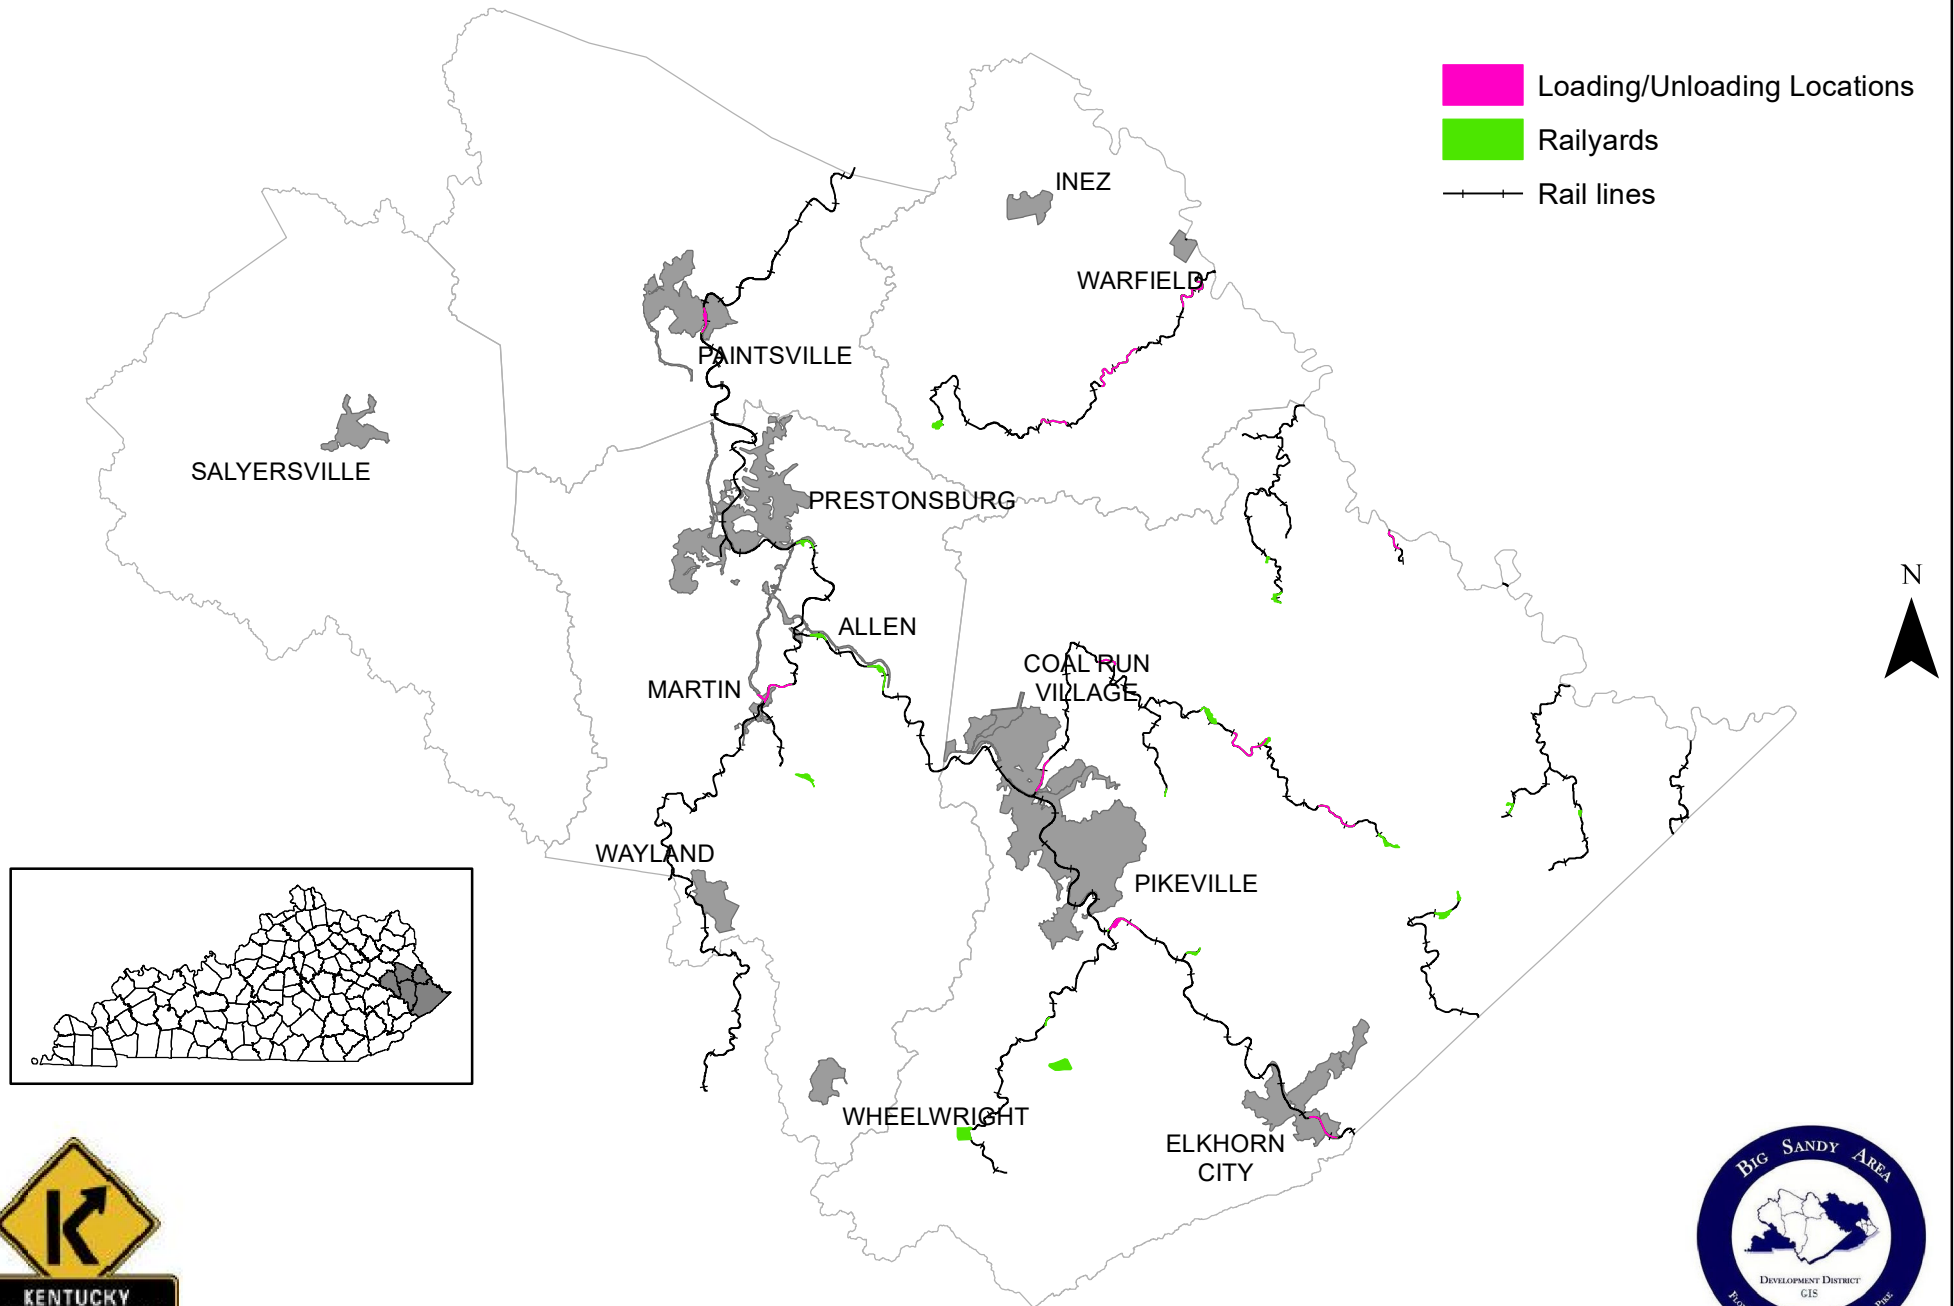 Loading/Unloading Locations
Railyards
Rail lines
INEZ
WARFIELD
PAINTSVILLE
SALYERSVILLE
PRESTONSBURG
N
ALLEN
COAL RUN
VILLAGE
MARTIN
WAYLAND
PIKEVILLE
WHEELWRIGHT
ELKHORN
CITY
K
KENTUCKY
BIG SANDY AREA
DEVELOPMENT DISTRICT
GIS
PIKE